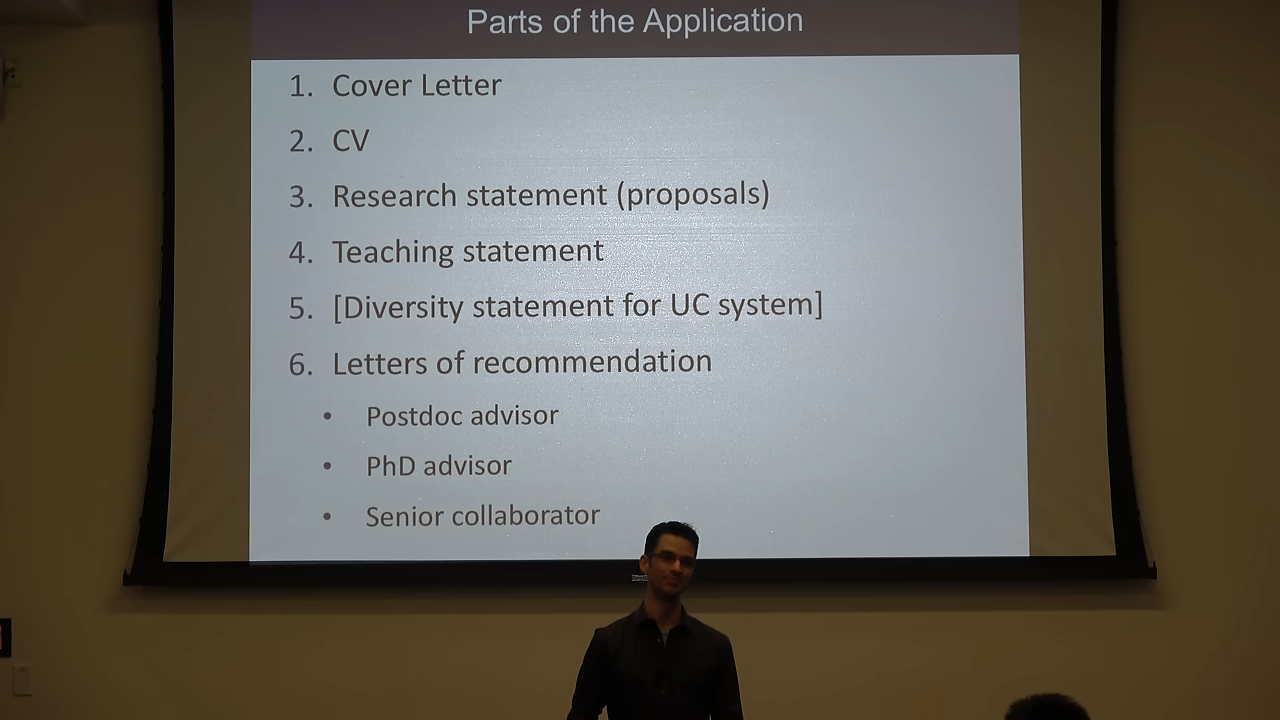 Parts of the Application
1. Cover Letter
2. CV
3. Research statement (proposals)
4. Teaching statement
5. [Diversity statement for UC system]
6. Letters of recommendation
• Postdoc advisor
• PhD advisor
• Senior collaborator